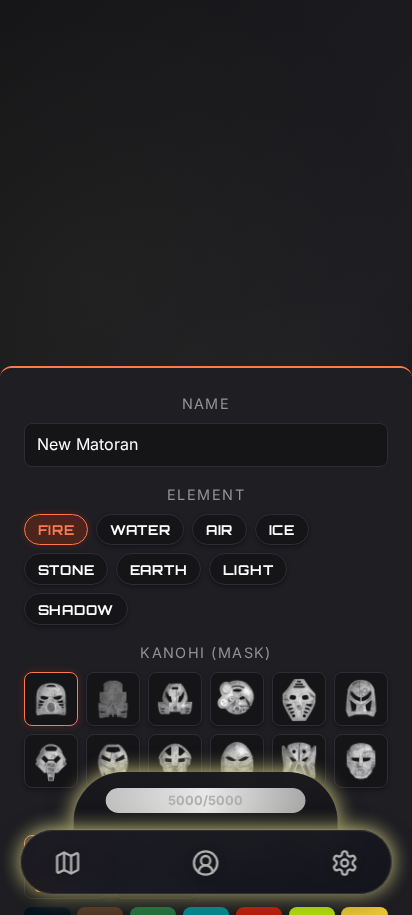 NAME
New Matoran
ELEMENT
FIRE WATER AIR ICE
STONE EARTH LIGHT
SHADOW
KANOHI (MASK)
5000/5000